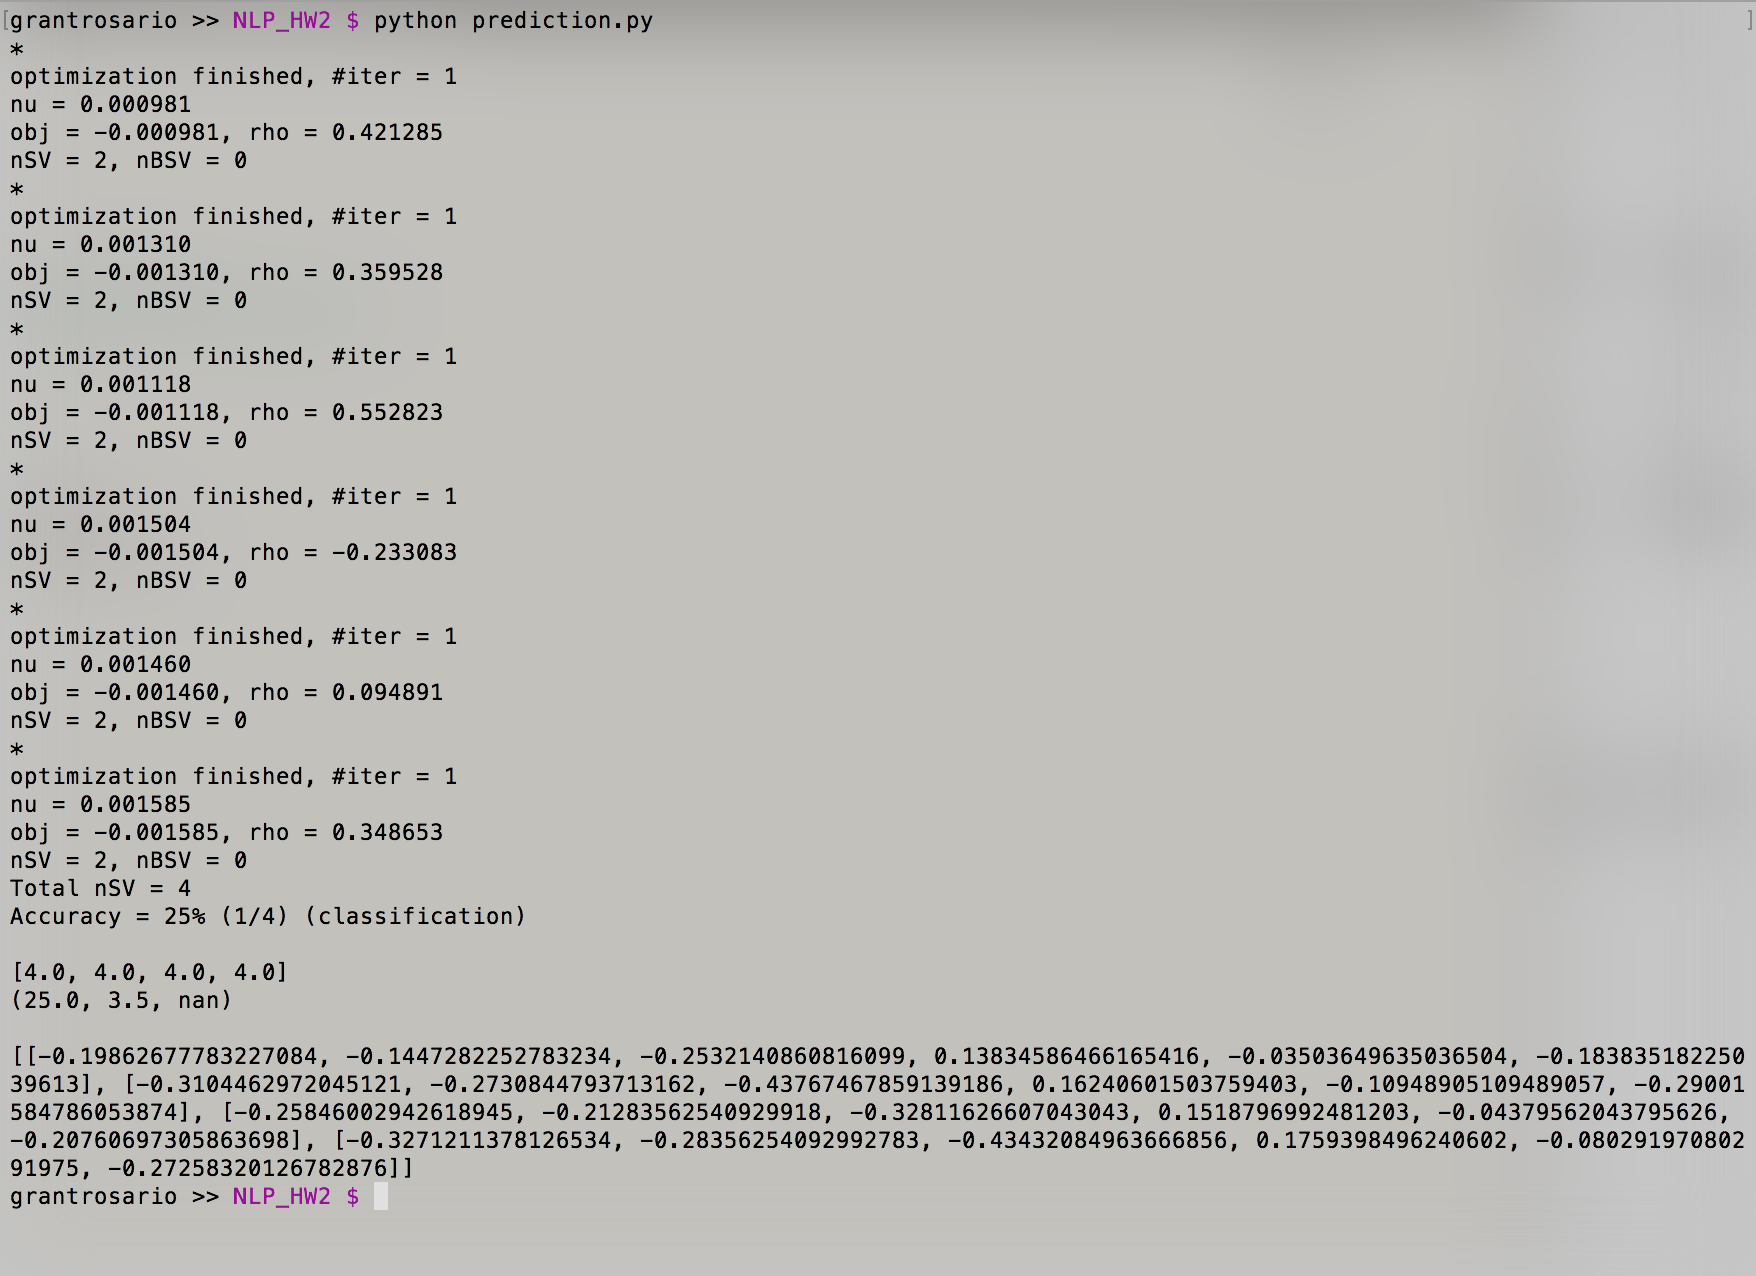 [grantrosario >> NLP_HW2 $ python prediction.py ]
*
optimization finished, #iter = 1
nu = 0.000981
obj = -0.000981, rho = 0.421285
nSV = 2, nBSV = 0
*
optimization finished, #iter = 1
nu = 0.001310
obj = -0.001310, rho = 0.359528
nSV = 2, nBSV = 0
*
optimization finished, #iter = 1
nu = 0.001118
obj = -0.001118, rho = 0.552823
nSV = 2, nBSV = 0
*
optimization finished, #iter = 1
nu = 0.001504
obj = -0.001504, rho = -0.233083
nSV = 2, nBSV = 0
*
optimization finished, #iter = 1
nu = 0.001460
obj = -0.001460, rho = 0.094891
nSV = 2, nBSV = 0
*
optimization finished, #iter = 1
nu = 0.001585
obj = -0.001585, rho = 0.348653
nSV = 2, nBSV = 0
Total nSV = 4
Accuracy = 25% (1/4) (classification)
[4.0, 4.0, 4.0, 4.0]
(25.0, 3.5, nan)
[[-0.19862677783227084, -0.1447282252783234, -0.2532140860816099, 0.13834586466165416, -0.03503649635036504, -0.183835182250
39613], [-0.3104462972045121, -0.2730844793713162, -0.43767467859139186, 0.16240601503759403, -0.10948905109489057, -0.29001
584786053874], [-0.25846002942618945, -0.21283562540929918, -0.32811626607043043, 0.1518796992481203, -0.04379562043795626,
-0.20760697305863698], [-0.3271211378126534, -0.28356254092992783, -0.43432084963666856, 0.1759398496240602, -0.080291970802
91975, -0.27258320126782876]]
grantrosario >> NLP_HW2 $